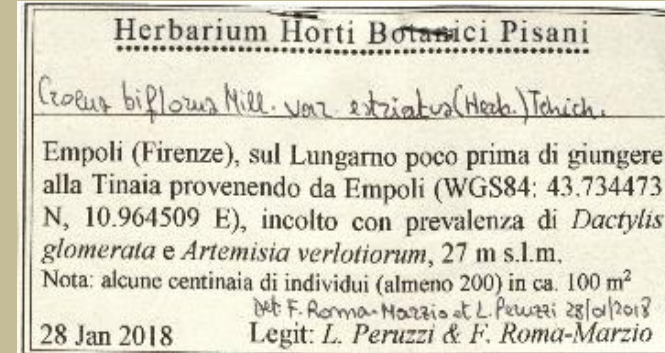 Herbarium Horti Botanici Pisani
Crocus biflorus Mill. var. estriatus (Herb.) Tchich.
Empoli (Firenze), sul Lungarno poco prima di giungere
alla Tinaia provenendo da Empoli (WGS84: 43.734473
N, 10.964509 E), incolto con prevalenza di Dactylis
glomerata e Artemisia verlotiorum, 27 m s.l.m.
Nota: alcune centinaia di individui (almeno 200) in ca. 100 m²
Det. F. Roma-Marzio et L. Peruzzi 28/01/2018
28 Jan 2018 Legit: L. Peruzzi & F. Roma-Marzio